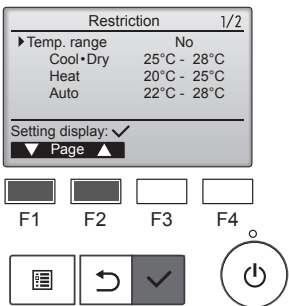 Restriction 1/2
Temp. range No
Cool•Dry 25°C - 28°C
Heat 20°C - 25°C
Auto 22°C - 28°C
Setting display: ✓
▼ Page ▲
F1 F2 F3 F4